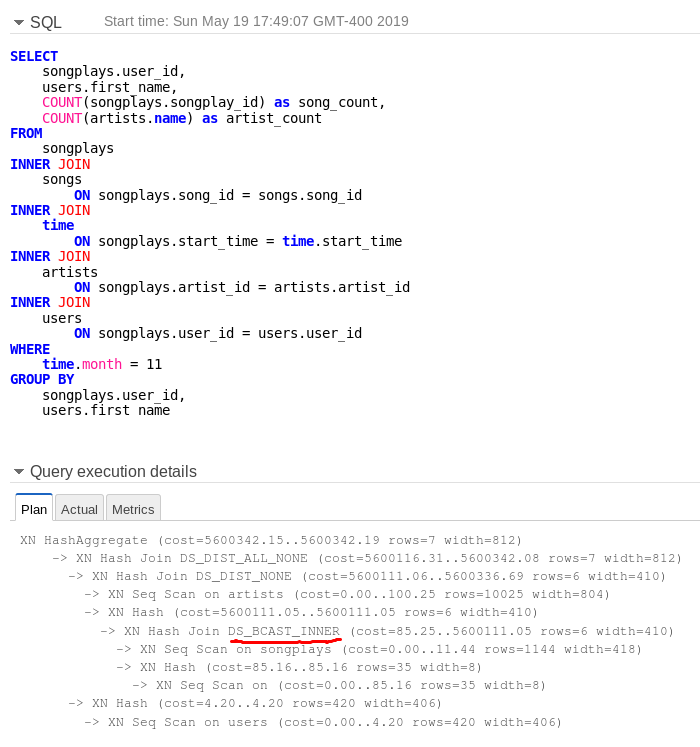 SQL Start time: Sun May 19 17:49:07 GMT-400 2019
SELECT
songplays.user_id,
users.first_name,
COUNT(songplays.songplay_id) as song_count,
COUNT(artists.name) as artist_count
FROM
songplays
INNER JOIN
songs
ON songplays.song_id = songs.song_id
INNER JOIN
time
ON songplays.start_time = time.start_time
INNER JOIN
artists
ON songplays.artist_id = artists.artist_id
INNER JOIN
users
ON songplays.user_id = users.user_id
WHERE
time.month = 11
GROUP BY
songplays.user_id,
users.first name
Query execution details
Plan Actual Metrics
XN HashAggregate (cost=5600342.15..5600342.19 rows=7 width=812)
-> XN Hash Join DS_DIST_ALL_NONE (cost=5600116.31..5600342.08 rows=7 width=812)
-> XN Hash Join DS_DIST_NONE (cost=5600111.06..5600336.69 rows=6 width=410)
-> XN Seq Scan on artists (cost=0.00..100.25 rows=10025 width=804)
-> XN Hash (cost=5600111.05..5600111.05 rows=6 width=410)
-> XN Hash Join DS_BCAST_INNER (cost=85.25..5600111.05 rows=6 width=410)
-> XN Seq Scan on songplays (cost=0.00..11.44 rows=1144 width=418)
-> XN Hash (cost=85.16..85.16 rows=35 width=8)
-> XN Seq Scan on (cost=0.00..85.16 rows=35 width=8)
-> XN Hash (cost=4.20..4.20 rows=420 width=406)
-> XN Seq Scan on users (cost=0.00..4.20 rows=420 width=406)